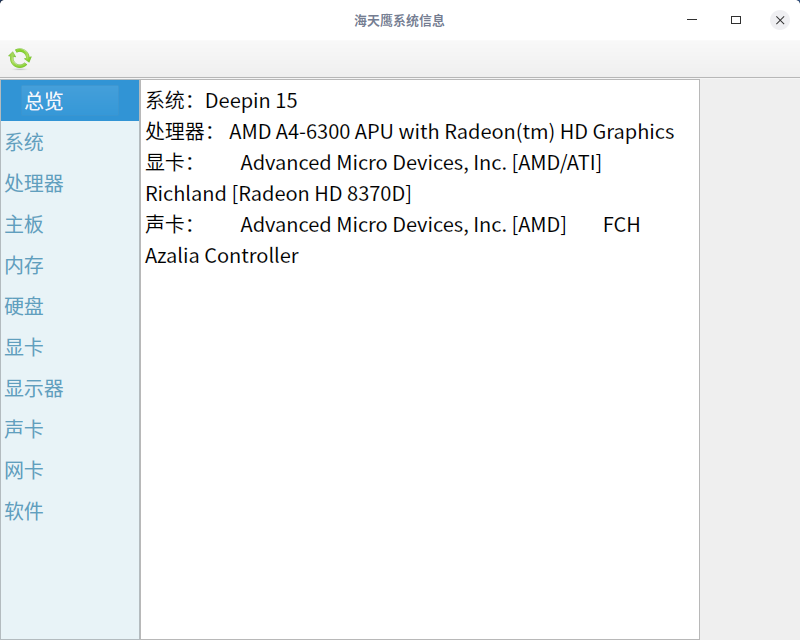 海天鹰系统信息
总览
系统
处理器
主板
内存
硬盘
显卡
显示器
声卡
网卡
软件
系统：Deepin 15
处理器： AMD A4-6300 APU with Radeon(tm) HD Graphics
显卡： Advanced Micro Devices, Inc. [AMD/ATI]
Richland [Radeon HD 8370D]
声卡： Advanced Micro Devices, Inc. [AMD] FCH
Azalia Controller